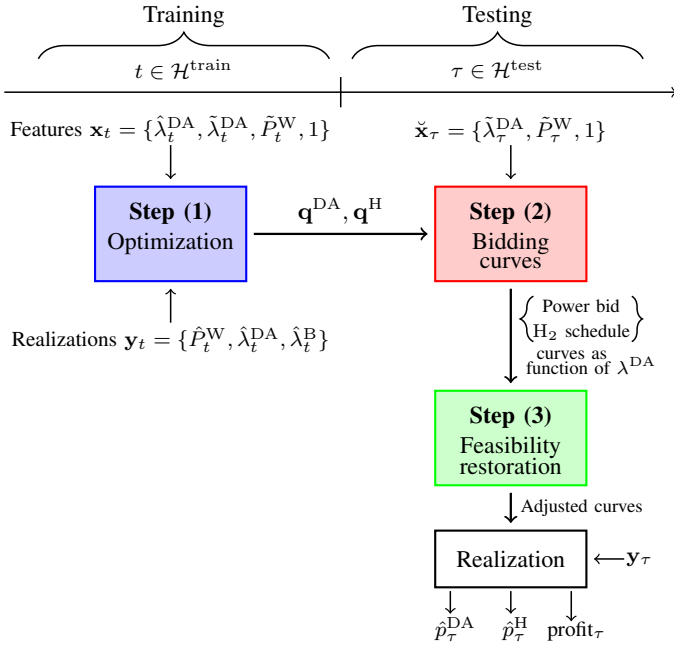 Training
Testing
t ∈ ℋ^train
τ ∈ ℋ^test
Features 𝐱_t = {λ̂_t^DA, λ̃_t^DA, P̃_t^W, 1}
𝐱̆_τ = {λ̃_τ^DA, P̃_τ^W, 1}
Step (1)
Optimization
𝐪^DA, 𝐪^H
Step (2)
Bidding
curves
Realizations 𝐲_t = {P̂_t^W, λ̂_t^DA, λ̂_t^B}
{Power bid
H₂ schedule}
curves as
function of λ^DA
Step (3)
Feasibility
restoration
Adjusted curves
Realization
𝐲_τ
p̂_τ^DA
p̂_τ^H
profit_τ